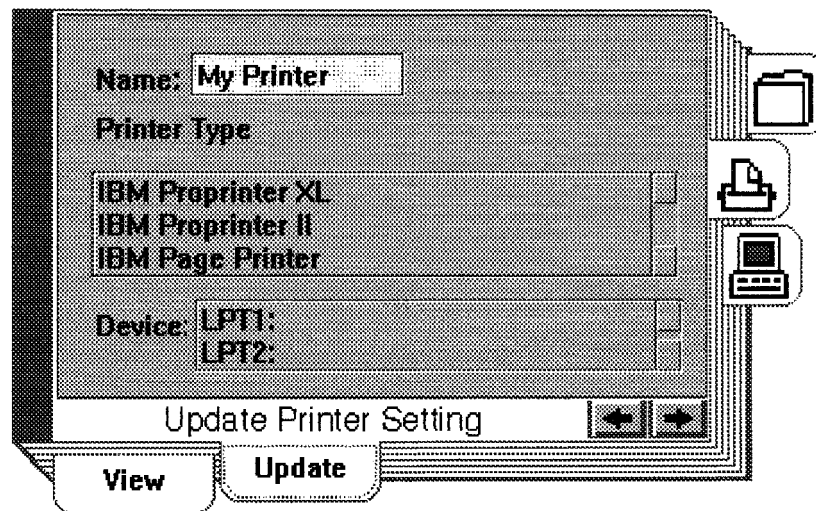 Name: My Printer
Printer Type
IBM Proprinter XL
IBM Proprinter II
IBM Page Printer
Device: LPT1:
LPT2:
Update Printer Setting
View
Update